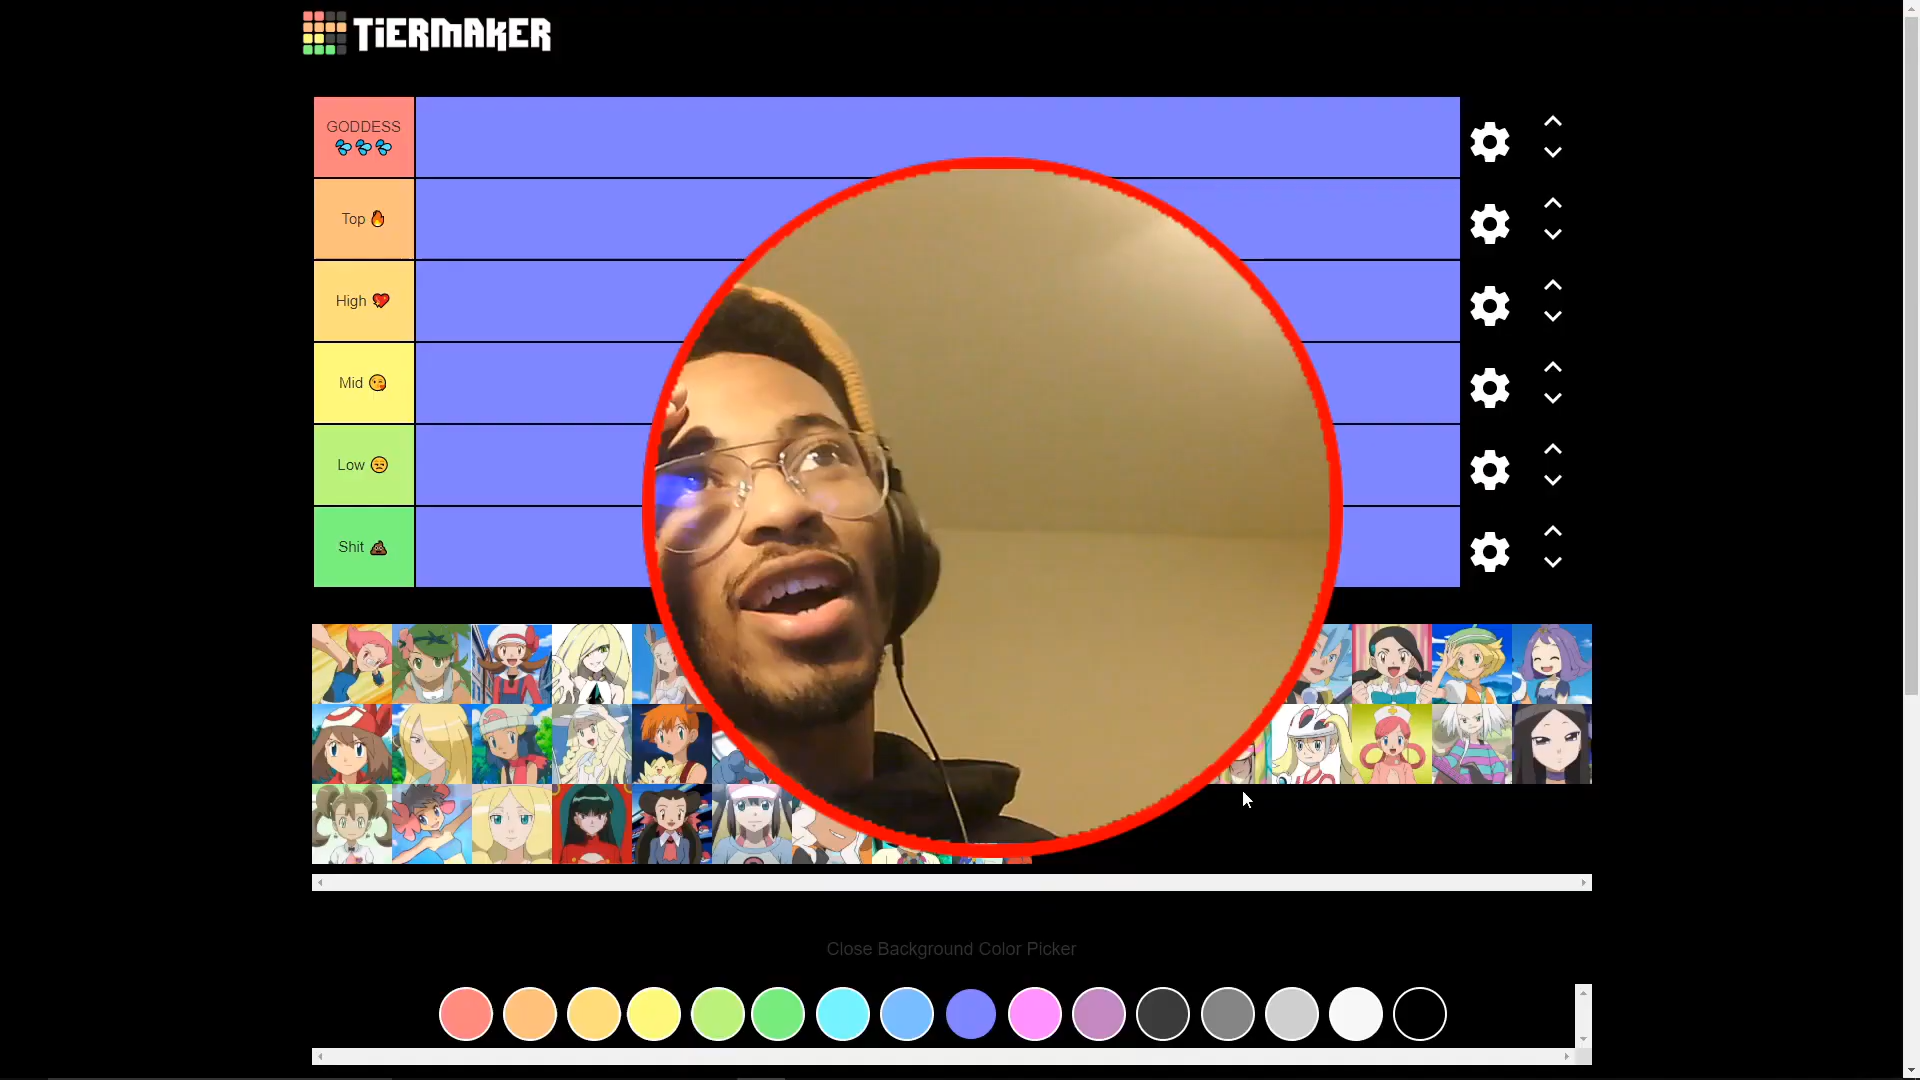 TiERMAKER
GODDESS
Top
High
Mid
Low
Shit
Close Background Color Picker